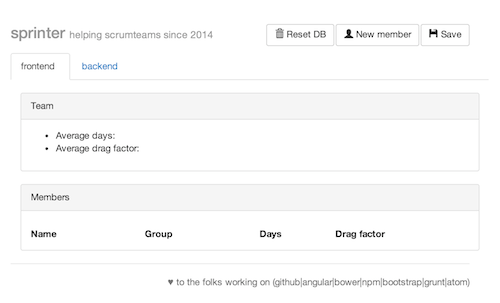 sprinter helping scrumteams since 2014 Reset DB New member Save
frontend backend
Team
• Average days:
• Average drag factor:
Members
Name Group Days Drag factor
♥ to the folks working on (github|angular|bower|npm|bootstrap|grunt|atom)